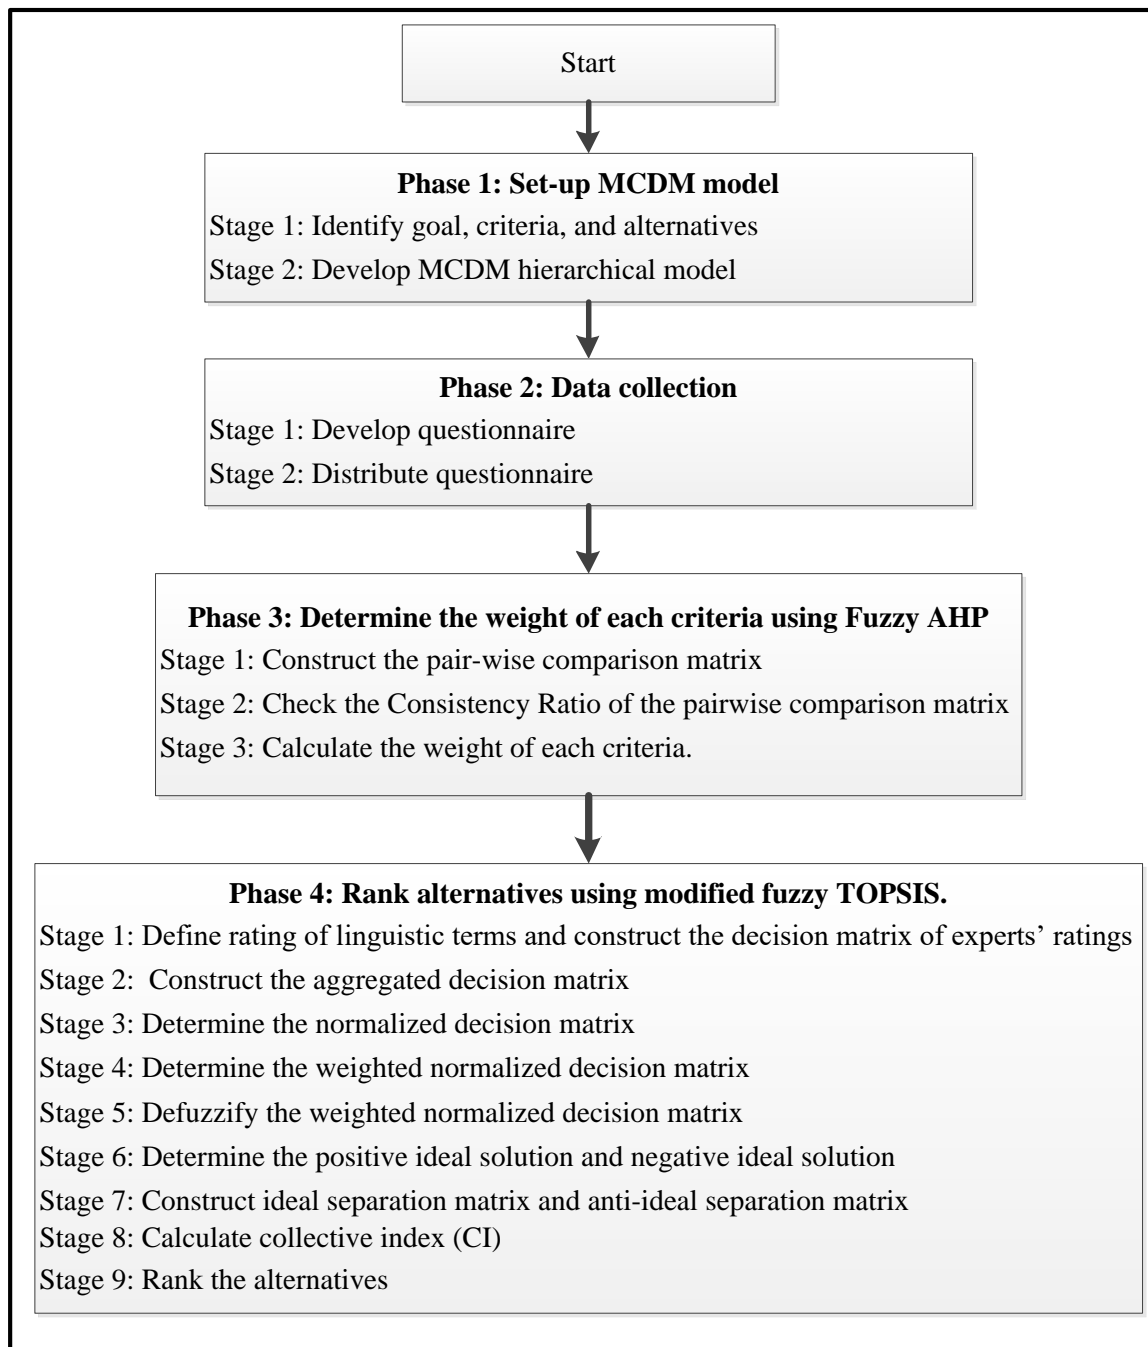 Start
Phase 1: Set-up MCDM model
Stage 1: Identify goal, criteria, and alternatives
Stage 2: Develop MCDM hierarchical model
Phase 2: Data collection
Stage 1: Develop questionnaire
Stage 2: Distribute questionnaire
Phase 3: Determine the weight of each criteria using Fuzzy AHP
Stage 1: Construct the pair-wise comparison matrix
Stage 2: Check the Consistency Ratio of the pairwise comparison matrix
Stage 3: Calculate the weight of each criteria.
Phase 4: Rank alternatives using modified fuzzy TOPSIS.
Stage 1: Define rating of linguistic terms and construct the decision matrix of experts’ ratings
Stage 2:  Construct the aggregated decision matrix
Stage 3: Determine the normalized decision matrix
Stage 4: Determine the weighted normalized decision matrix
Stage 5: Defuzzify the weighted normalized decision matrix
Stage 6: Determine the positive ideal solution and negative ideal solution
Stage 7: Construct ideal separation matrix and anti-ideal separation matrix
Stage 8: Calculate collective index (CI)
Stage 9: Rank the alternatives